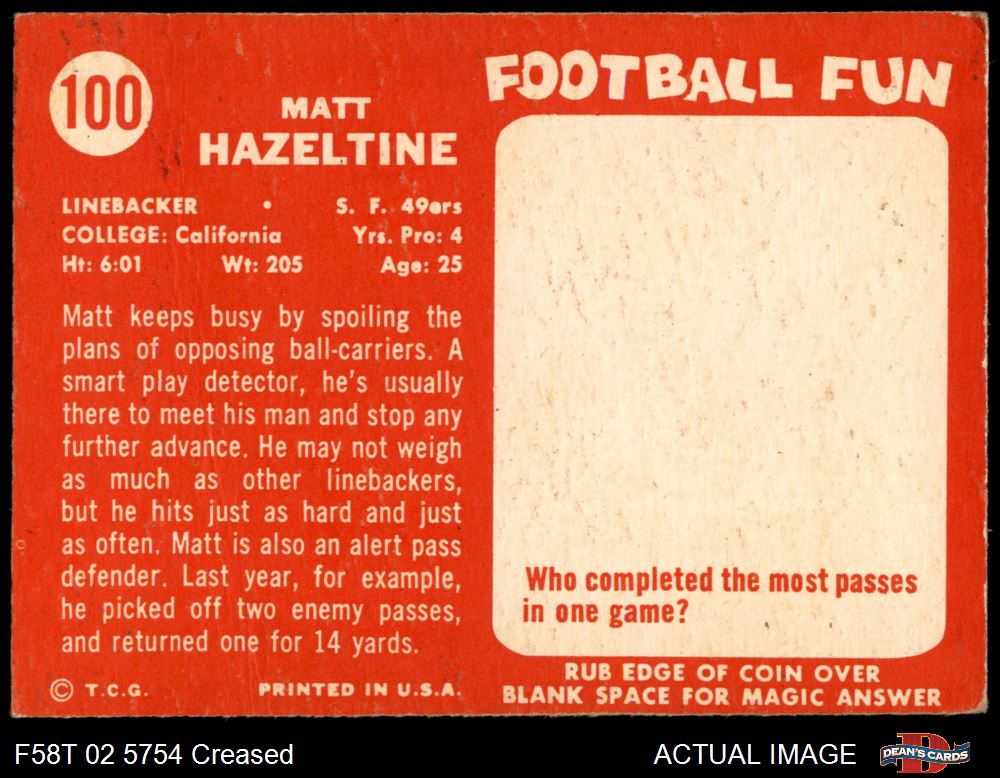 100
MATT
HAZELTINE
LINEBACKER • S. F. 49ers
COLLEGE: California Yrs. Pro: 4
Ht: 6:01 Wt: 205 Age: 25
Matt keeps busy by spoiling the
plans of opposing ball-carriers. A
smart play detector, he's usually
there to meet his man and stop any
further advance. He may not weigh
as much as other linebackers,
but he hits just as hard and just
as often. Matt is also an alert pass
defender. Last year, for example,
he picked off two enemy passes,
and returned one for 14 yards.
© T.C.G. PRINTED IN U.S.A.
FOOTBALL FUN
Who completed the most passes
in one game?
RUB EDGE OF COIN OVER
BLANK SPACE FOR MAGIC ANSWER
F58T 02 5754 Creased
ACTUAL IMAGE
DEAN'S CARDS